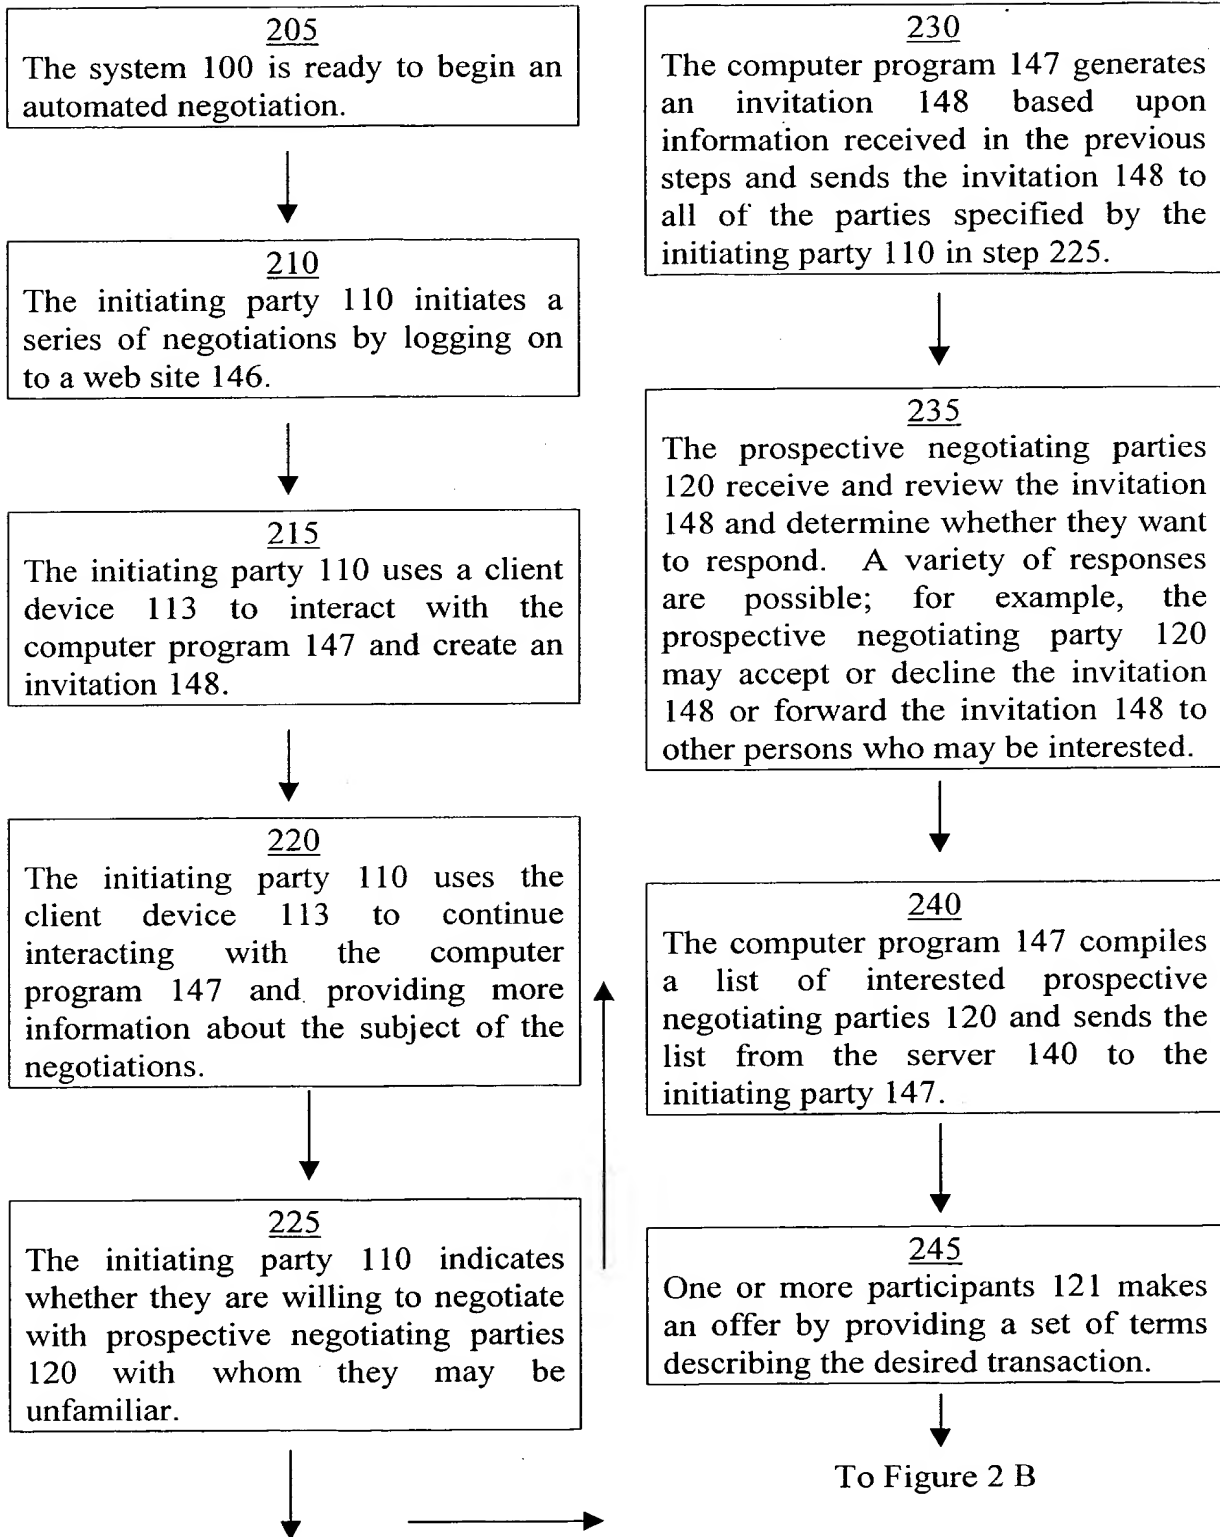 205
The system 100 is ready to begin an
automated negotiation.
210
The initiating party 110 initiates a
series of negotiations by logging on
to a web site 146.
215
The initiating party 110 uses a client
device 113 to interact with the
computer program 147 and create an
invitation 148.
220
The initiating party 110 uses the
client device 113 to continue
interacting with the computer
program 147 and providing more
information about the subject of the
negotiations.
225
The initiating party 110 indicates
whether they are willing to negotiate
with prospective negotiating parties
120 with whom they may be
unfamiliar.
230
The computer program 147 generates
an invitation 148 based upon
information received in the previous
steps and sends the invitation 148 to
all of the parties specified by the
initiating party 110 in step 225.
235
The prospective negotiating parties
120 receive and review the invitation
148 and determine whether they want
to respond. A variety of responses
are possible; for example, the
prospective negotiating party 120
may accept or decline the invitation
148 or forward the invitation 148 to
other persons who may be interested.
240
The computer program 147 compiles
a list of interested prospective
negotiating parties 120 and sends the
list from the server 140 to the
initiating party 147.
245
One or more participants 121 makes
an offer by providing a set of terms
describing the desired transaction.
To Figure 2 B